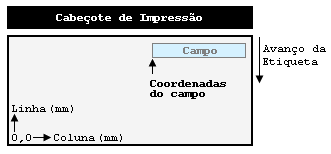 Cabeçote de Impressão
Campo
Avanço da
Etiqueta
Coordenadas
do campo
Linha (mm)
0,0 Coluna (mm)